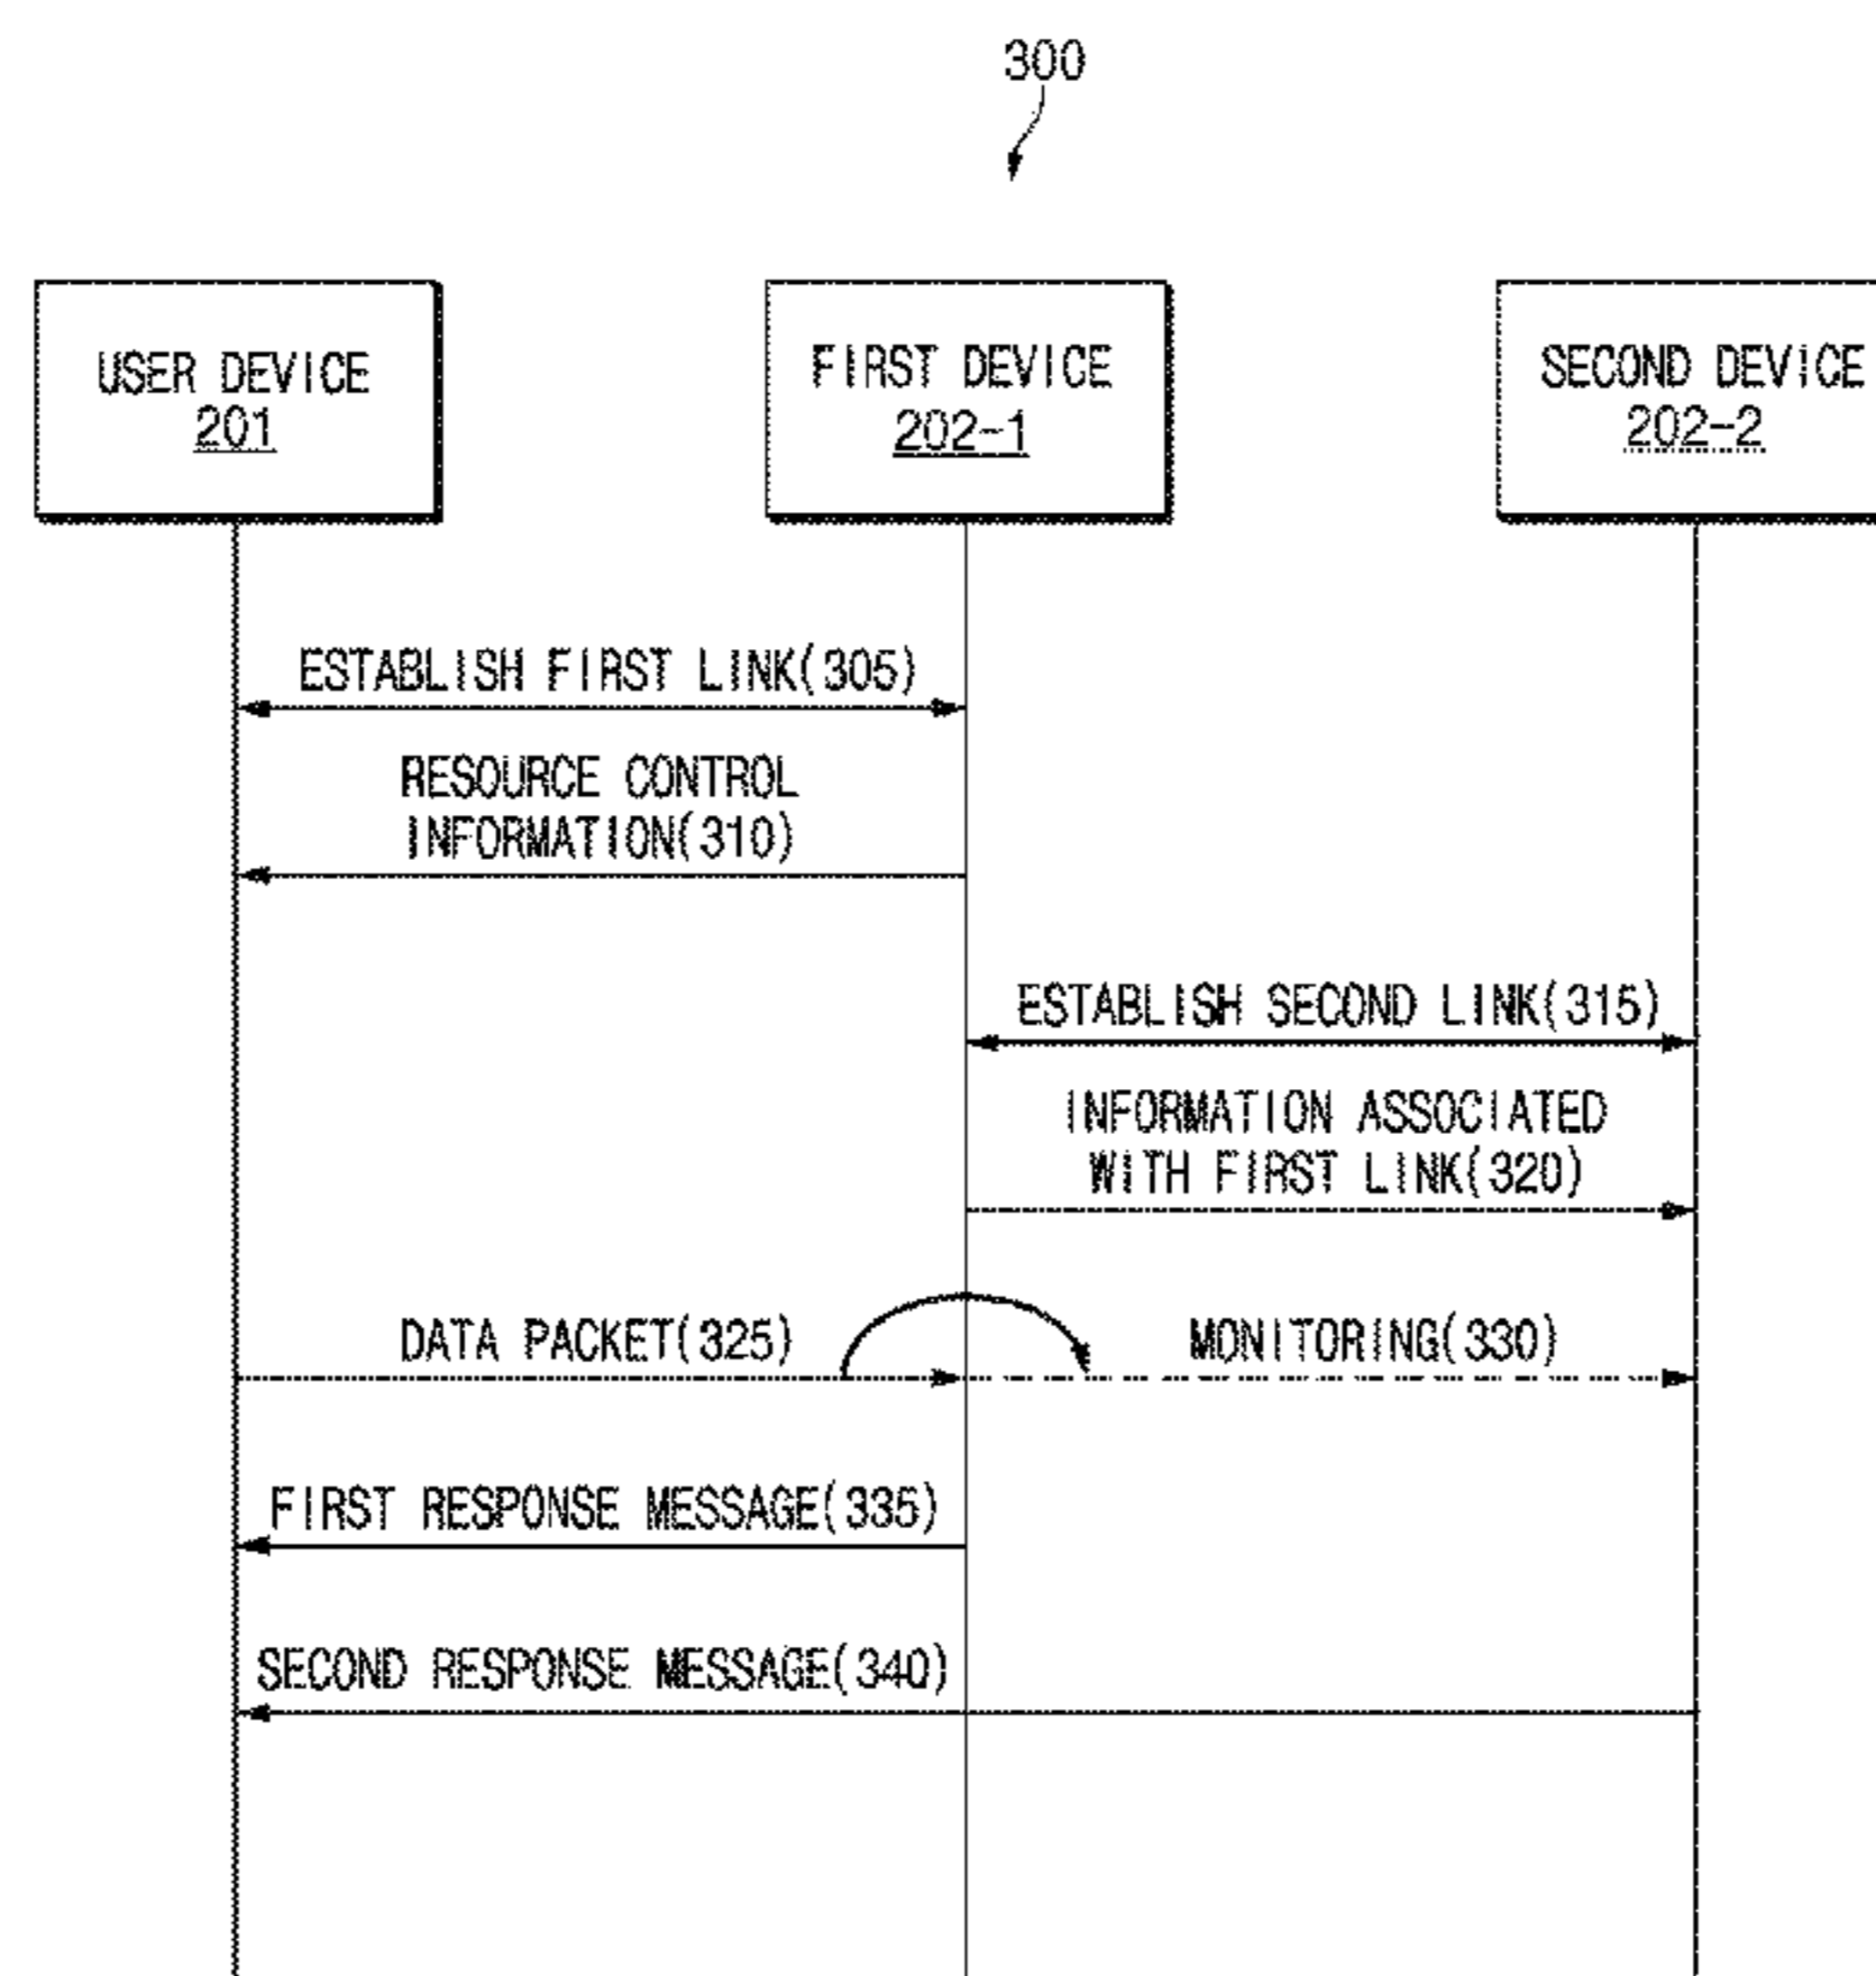 300
USER DEVICE
201
FIRST DEVICE
202-1
SECOND DEVICE
202-2
ESTABLISH FIRST LINK(305)
RESOURCE CONTROL
INFORMATION(310)
ESTABLISH SECOND LINK(315)
INFORMATION ASSOCIATED
WITH FIRST LINK(320)
DATA PACKET(325)
MONITORING(330)
FIRST RESPONSE MESSAGE(335)
SECOND RESPONSE MESSAGE(340)